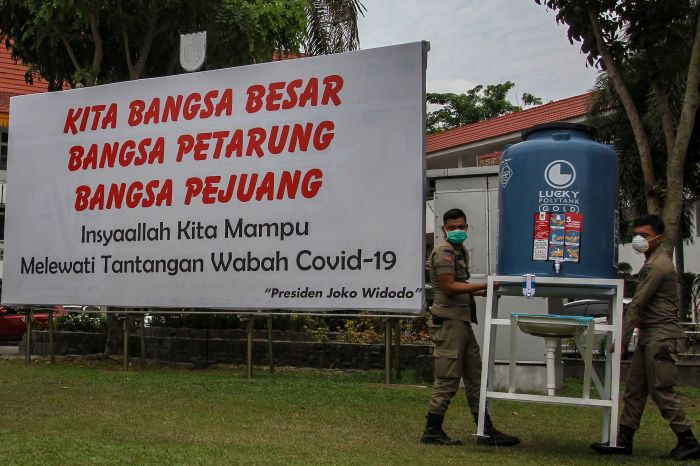 KITA BANGSA BESAR
BANGSA PETARUNG
BANGSA PEJUANG
Insyaallah Kita Mampu
Melewati Tantangan Wabah Covid-19
"Presiden Joko Widodo"
LUCKY
POLYTANK
GOLD